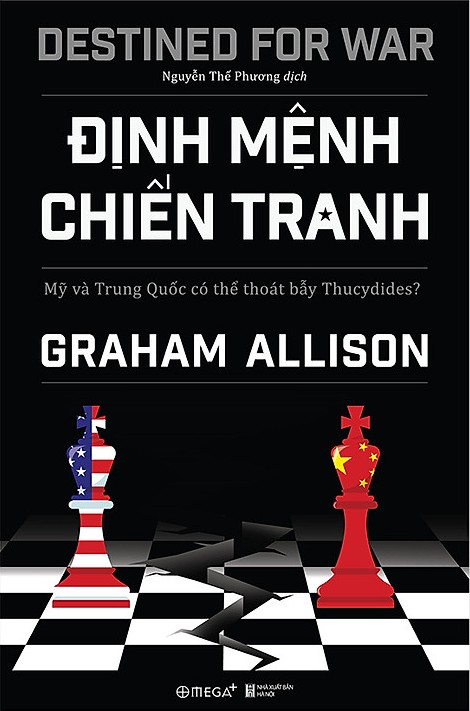 DESTINED FOR WAR
Nguyễn Thế Phương dịch
ĐỊNH MỆNH
CHIẾN TRANH
Mỹ và Trung Quốc có thể thoát bẫy Thucydides?
GRAHAM ALLISON
OMEGA+
NHÀ XUẤT BẢN
HÀ NỘI